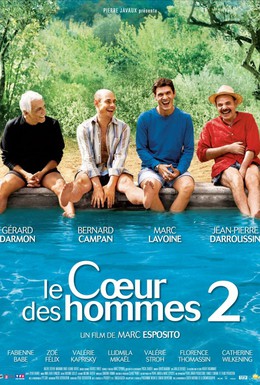 PIERRE JAVAUX présente
GÉRARD DARMON
BERNARD CAMPAN
MARC LAVOINE
JEAN-PIERRE DARROUSSIN
le Cœur
des hommes 2
UN FILM DE MARC ESPOSITO
FABIENNE BABE
ZOÉ FÉLIX
VALÉRIE KAPRISKY
LUDMILA MIKAËL
VALÉRIE STROH
FLORENCE THOMASSIN
CATHERINE WILKENING